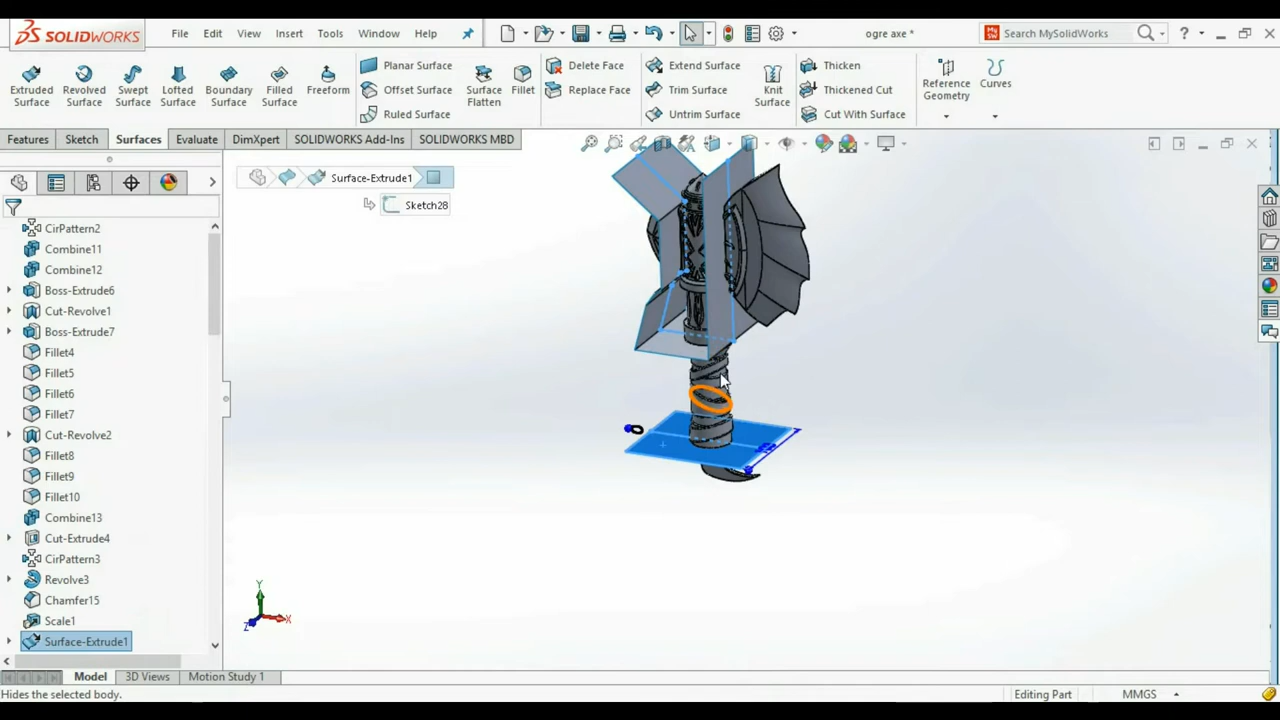 SOLIDWORKS File Edit View Insert Tools Window Help ogre axe * Search MySolidWorks ?
Extruded Surface
Revolved Surface
Swept Surface
Lofted Surface
Boundary Surface
Filled Surface
Freeform
Planar Surface
Offset Surface
Ruled Surface
Surface Flatten
Fillet
Delete Face
Replace Face
Extend Surface
Trim Surface
Untrim Surface
Knit Surface
Thicken
Thickened Cut
Cut With Surface
Reference Geometry
Curves
Features Sketch Surfaces Evaluate DimXpert SOLIDWORKS Add-Ins SOLIDWORKS MBD
Surface-Extrude1
Sketch28
CirPattern2
Combine11
Combine12
Boss-Extrude6
Cut-Revolve1
Boss-Extrude7
Fillet4
Fillet5
Fillet6
Fillet7
Cut-Revolve2
Fillet8
Fillet9
Fillet10
Combine13
Cut-Extrude4
CirPattern3
Revolve3
Chamfer15
Scale1
Surface-Extrude1
Y
X
Z
Model 3D Views Motion Study 1
Hides the selected body. Editing Part MMGS